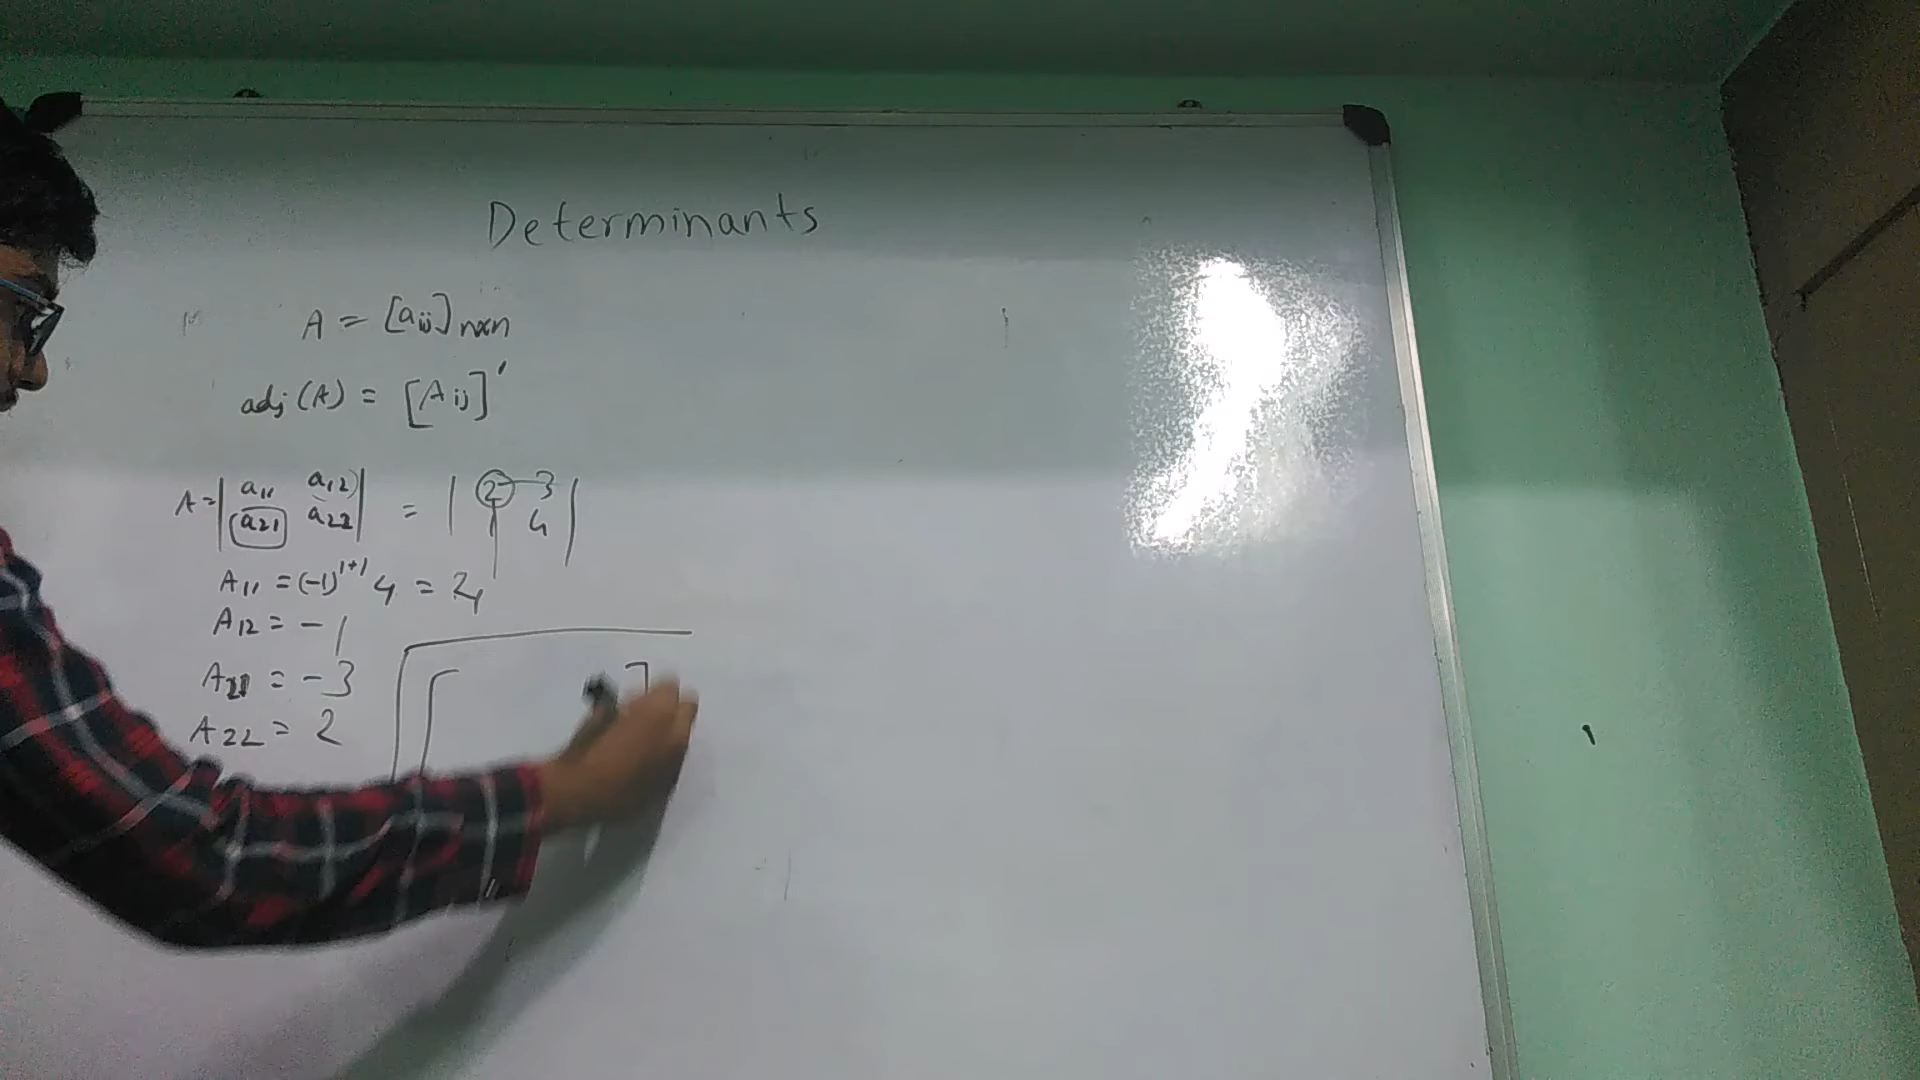 Determinants
A = [aij]nxn
adj(A) = [Aij]'
A = | a11 a12 | = | 2 3 |
| a21 a22 | | 1 4 |
A11 = (-1)^1+1 4 = 4
A12 = -1
A21 = -3
A22 = 2